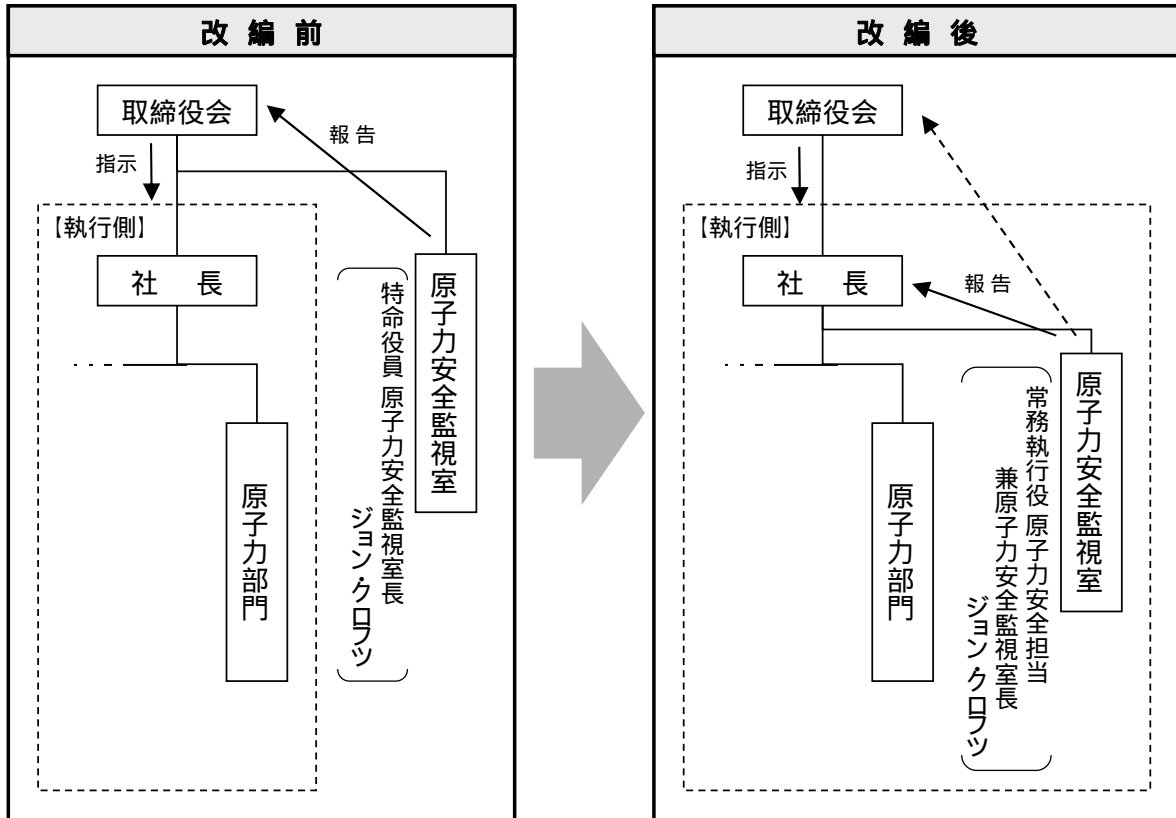 改編前
取締役会
報告
指示
【執行側】
社　長
原子力安全監視室
特命役員 原子力安全監視室長
ジョン・クロフツ
原子力部門
改編後
取締役会
指示
【執行側】
社　長
報告
原子力安全監視室
常務執行役 原子力安全担当
兼原子力安全監視室長
ジョン・クロフツ
原子力部門